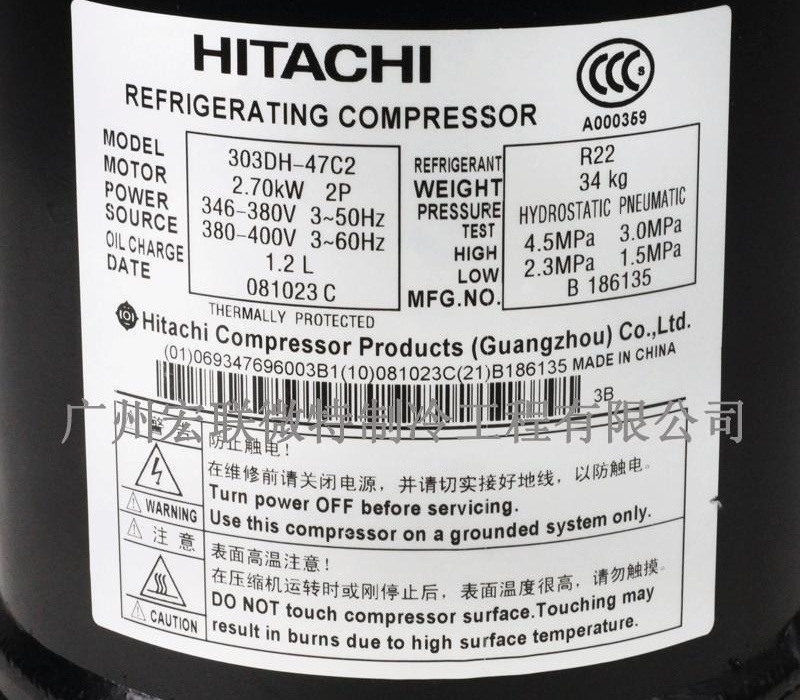 HITACHI
CCC S
A000359
REFRIGERATING COMPRESSOR
MODEL 303DH-47C2
MOTOR 2.70kW 2P
POWER SOURCE 346-380V 3~50Hz
380-400V 3~60Hz
OIL CHARGE 1.2 L
DATE 081023 C
REFRIGERANT R22
WEIGHT 34 kg
PRESSURE TEST HYDROSTATIC PNEUMATIC
HIGH 4.5MPa 3.0MPa
LOW 2.3MPa 1.5MPa
MFG.NO. B 186135
THERMALLY PROTECTED
Hitachi Compressor Products (Guangzhou) Co.,Ltd.
(01)069347696003B1(10)081023C(21)B186135 MADE IN CHINA
3B
广州宏联微特制冷工程有限公司
防止触电!
在维修前请关闭电源，并请切实接好地线，以防触电。
Turn power OFF before servicing.
Use this compressor on a grounded system only.
WARNING
注 意
表面高温注意!
在压缩机运转时或刚停止后，表面温度很高，请勿触摸。
DO NOT touch compressor surface.Touching may
result in burns due to high surface temperature.
CAUTION